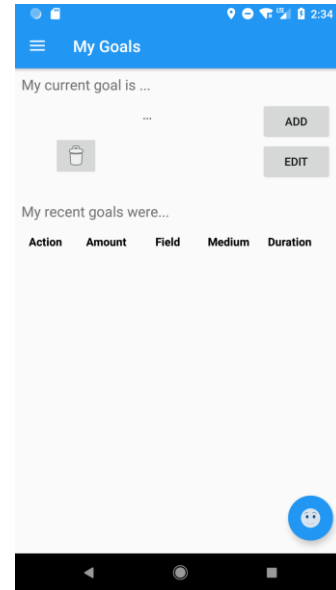 2:34
My Goals
My current goal is ...
...
ADD
EDIT
My recent goals were...
Action Amount Field Medium Duration